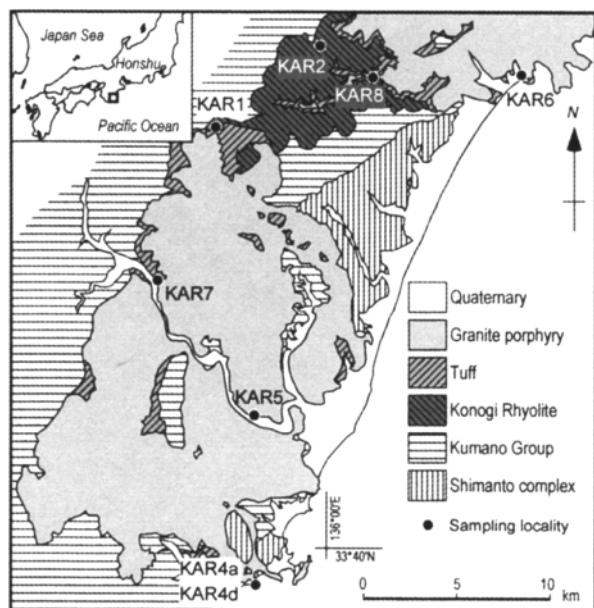 Japan Sea
Honshu
Pacific Ocean
KAR2
KAR8
KAR6
KAR1
N
KAR7
KAR5
Quaternary
Granite porphyry
Tuff
Konogi Rhyolite
Kumano Group
Shimanto complex
Sampling locality
136°00'E
33°40'N
KAR4a
KAR4d
0 5 10
km